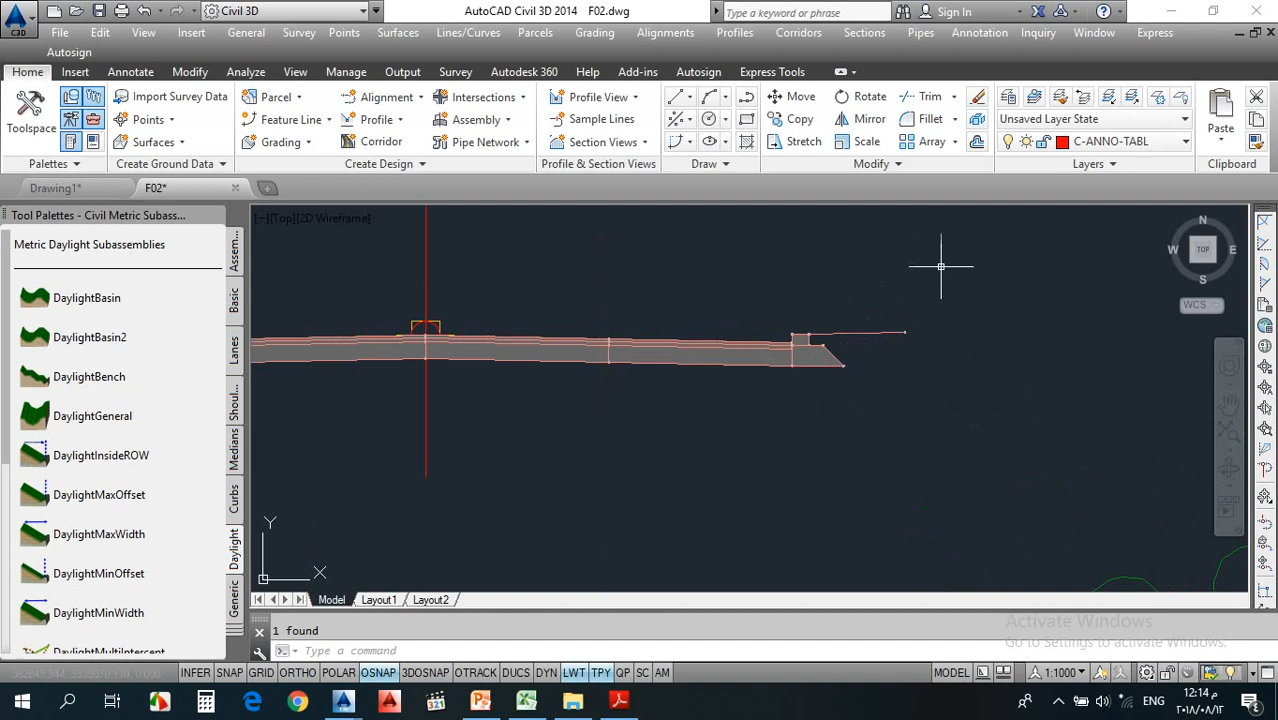 C3D Civil 3D AutoCAD Civil 3D 2014 F02.dwg Type a keyword or phrase Sign In
File Edit View Insert General Survey Points Surfaces Lines/Curves Parcels Grading Alignments Profiles Corridors Sections Pipes Annotation Inquiry Window Express
Autosign
Home Insert Annotate Modify Analyze View Manage Output Survey Autodesk 360 Help Add-ins Autosign Express Tools
Import Survey Data Parcel Alignment Intersections Profile View Move Rotate Trim
Toolspace Points Feature Line Profile Assembly Sample Lines Copy Mirror Fillet Unsaved Layer State Paste
Surfaces Grading Corridor Pipe Network Section Views Stretch Scale Array C-ANNO-TABL
Palettes Create Ground Data Create Design Profile & Section Views Draw Modify Layers Clipboard
Drawing1* F02*
Tool Palettes - Civil Metric Subass...
[−][Top][2D Wireframe]
Metric Daylight Subassemblies
DaylightBasin
DaylightBasin2
DaylightBench
DaylightGeneral
DaylightInsideROW
DaylightMaxOffset
DaylightMaxWidth
DaylightMinOffset
DaylightMinWidth
DaylightMultiIntercept
Assem...
Basic
Lanes
Shoul...
Medians
Curbs
Daylight
Generic
N
W TOP E
S
WCS
Y
X
Model Layout1 Layout2
1 found
Type a command
Activate Windows
Go to Settings to activate Windows.
INFER SNAP GRID ORTHO POLAR OSNAP 3DOSNAP OTRACK DUCS DYN LWT TPY QP SC AM MODEL 1:1000
321 ENG م 12:14
٢٠١٨/٠٨/١٢